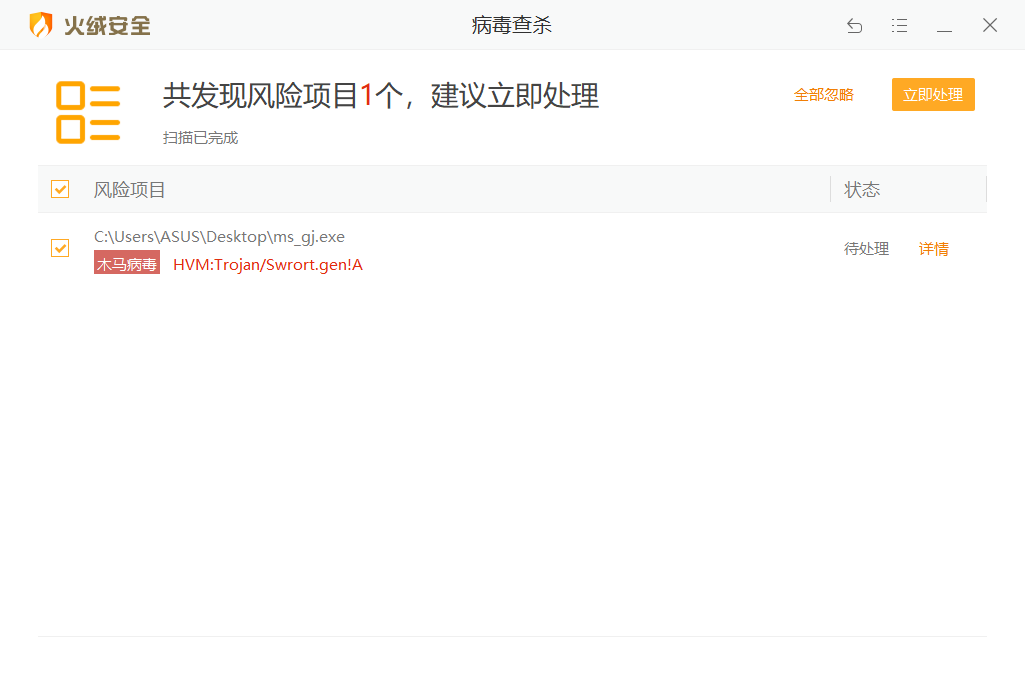 火绒安全
病毒查杀
共发现风险项目1个，建议立即处理
扫描已完成
全部忽略
立即处理
风险项目
状态
C:\Users\ASUS\Desktop\ms_gj.exe
木马病毒 HVM:Trojan/Swrort.gen!A
待处理
详情